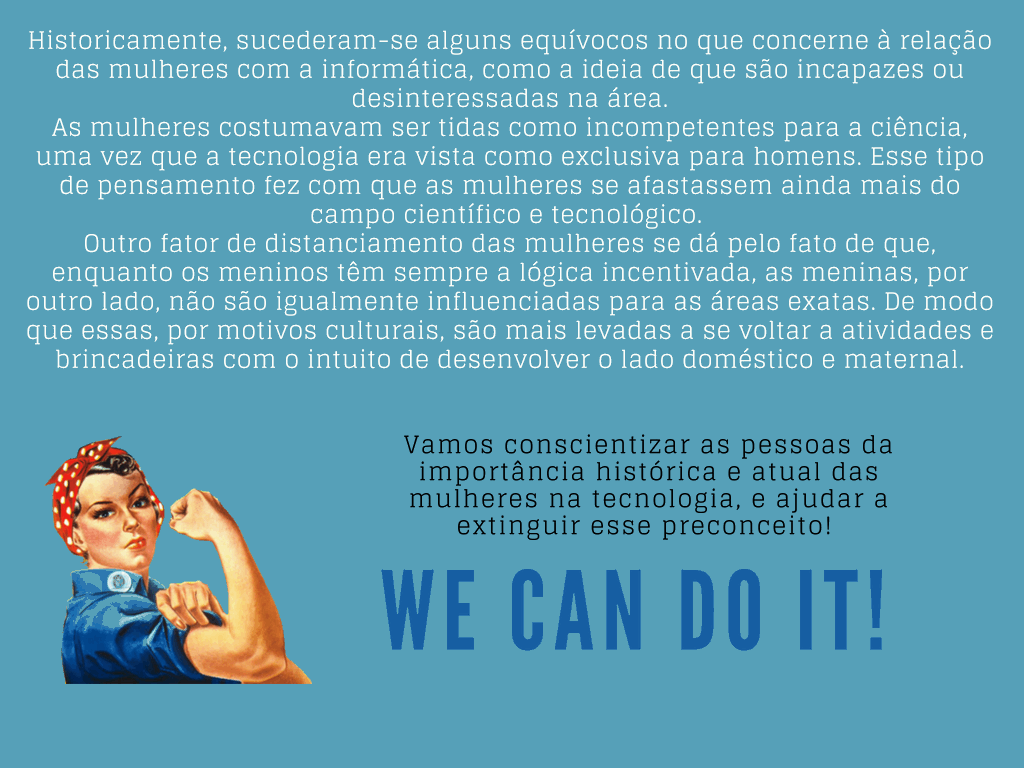 Historicamente, sucederam-se alguns equívocos no que concerne à relação
das mulheres com a informática, como a ideia de que são incapazes ou
desinteressadas na área.
As mulheres costumavam ser tidas como incompetentes para a ciência,
uma vez que a tecnologia era vista como exclusiva para homens. Esse tipo
de pensamento fez com que as mulheres se afastassem ainda mais do
campo científico e tecnológico.
Outro fator de distanciamento das mulheres se dá pelo fato de que,
enquanto os meninos têm sempre a lógica incentivada, as meninas, por
outro lado, não são igualmente influenciadas para as áreas exatas. De modo
que essas, por motivos culturais, são mais levadas a se voltar a atividades e
brincadeiras com o intuito de desenvolver o lado doméstico e maternal.
Vamos conscientizar as pessoas da
importância histórica e atual das
mulheres na tecnologia, e ajudar a
extinguir esse preconceito!
WE CAN DO IT!